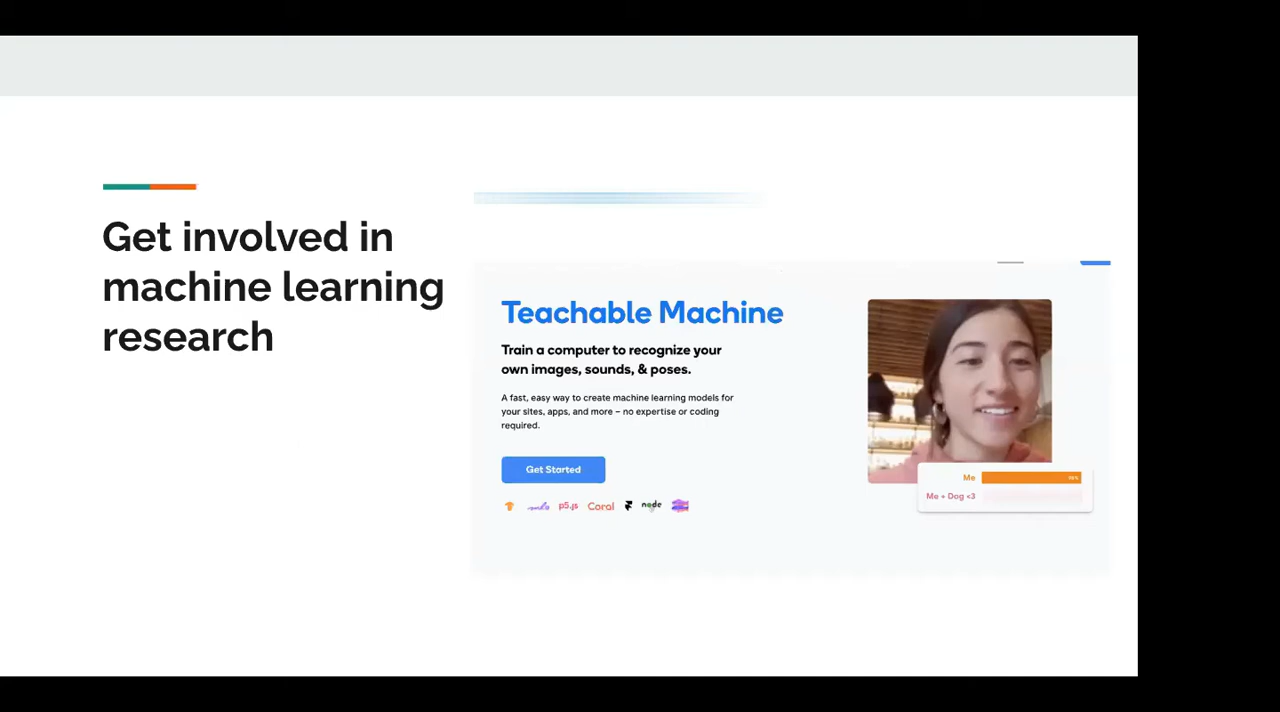 Get involved in
machine learning
research
Teachable Machine
Train a computer to recognize your
own images, sounds, & poses.
A fast, easy way to create machine learning models for
your sites, apps, and more – no expertise or coding
required.
Get Started
p5.js Coral node
Me
Me + Dog <3